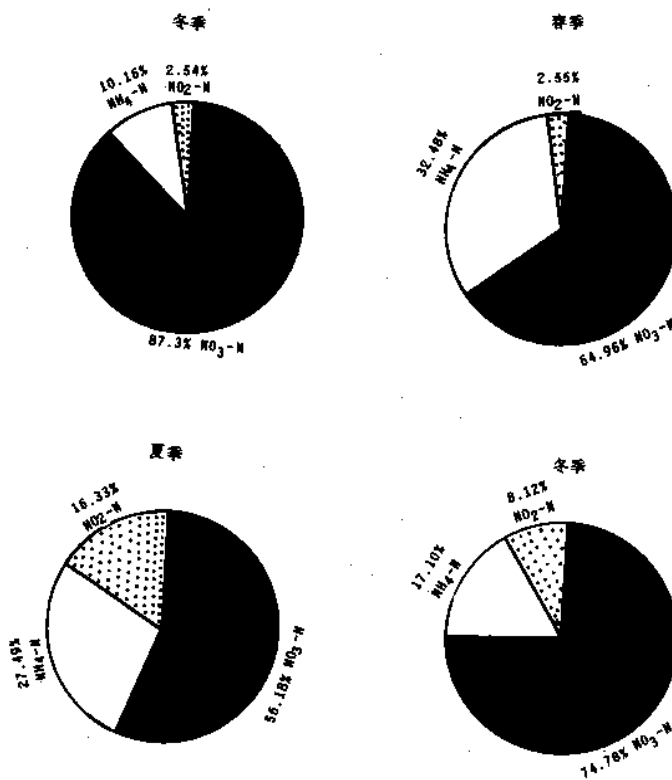 冬季
10.16%
NH4-N
2.54%
NO2-N
87.3% NO3-N
春季
2.55%
NO2-N
32.48%
NH4-N
64.96% NO3-N
夏季
16.33%
NO2-N
27.49%
NH4-N
56.18% NO3-N
冬季
8.12%
NO2-N
17.10%
NH4-N
74.78% NO3-N